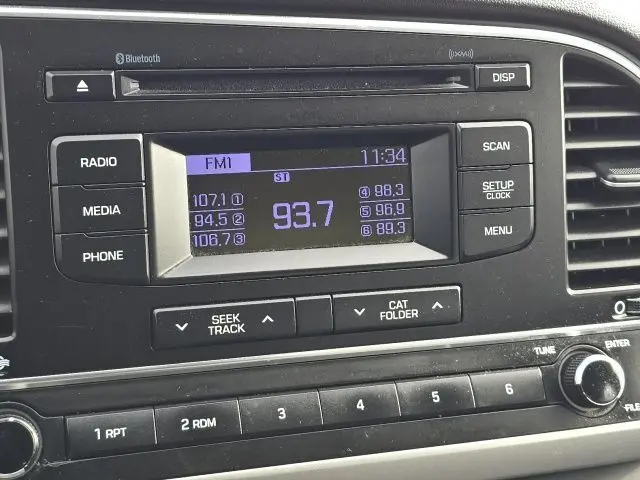 Bluetooth
((XM))
DISP
RADIO
MEDIA
PHONE
FM1
11:34
ST
107.1 1
94.5 2
106.7 3
93.7
4 98.3
5 96.9
6 89.3
SCAN
SETUP
CLOCK
MENU
SEEK
TRACK
CAT
FOLDER
TUNE
ENTER
FILE
1 RPT
2 RDM
3
4
5
6